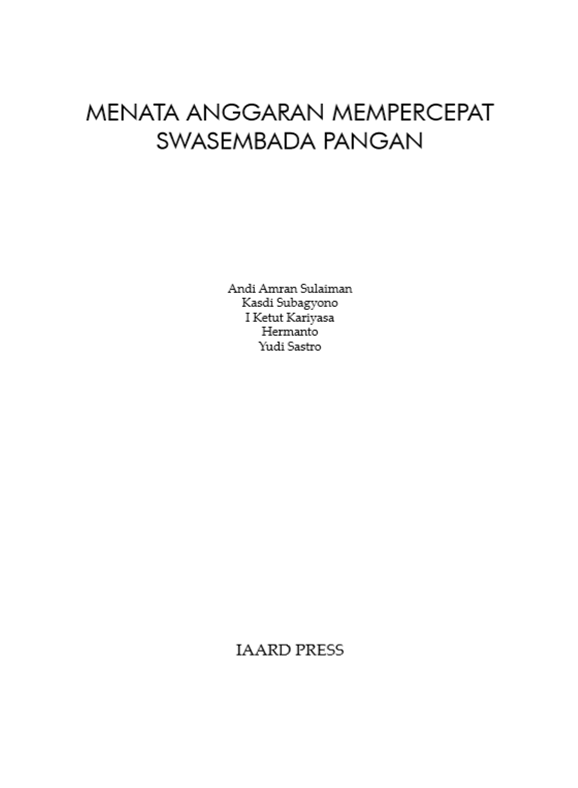 MENATA ANGGARAN MEMPERCEPAT
SWASEMBADA PANGAN
Andi Amran Sulaiman
Kasdi Subagyono
I Ketut Kariyasa
Hermanto
Yudi Sastro
IAARD PRESS